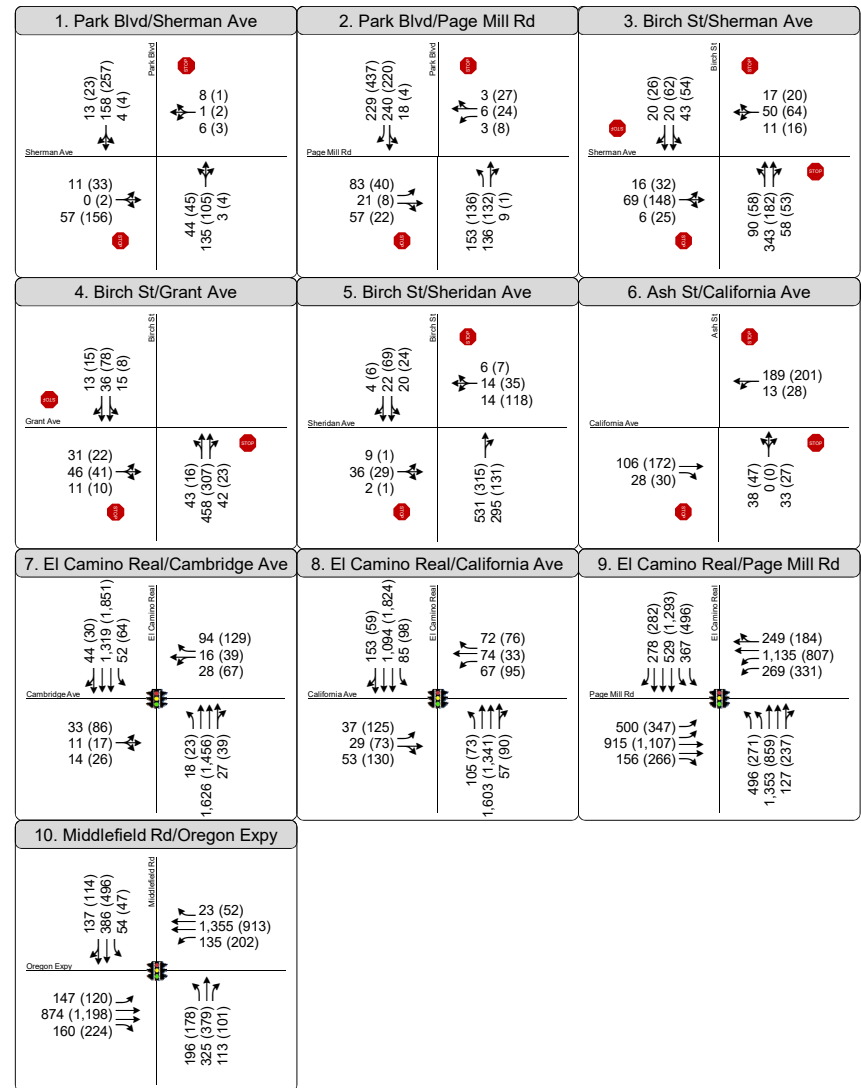 1. Park Blvd/Sherman Ave
Park Blvd
STOP
13 (23)
158 (257)
4 (4)
8 (1)
1 (2)
6 (3)
Sherman Ave
11 (33)
0 (2)
57 (156)
STOP
44 (45)
135 (105)
3 (4)
2. Park Blvd/Page Mill Rd
Park Blvd
STOP
229 (437)
240 (220)
18 (4)
3 (27)
6 (24)
3 (8)
Page Mill Rd
83 (40)
21 (8)
57 (22)
STOP
153 (136)
136 (132)
9 (1)
3. Birch St/Sherman Ave
Birch St
STOP
20 (26)
20 (62)
43 (54)
17 (20)
50 (64)
11 (16)
STOP
Sherman Ave
STOP
16 (32)
69 (148)
6 (25)
STOP
90 (58)
343 (182)
58 (53)
4. Birch St/Grant Ave
Birch St
13 (15)
36 (78)
15 (8)
STOP
Grant Ave
STOP
31 (22)
46 (41)
11 (10)
STOP
43 (16)
458 (307)
42 (23)
5. Birch St/Sheridan Ave
Birch St
STOP
4 (6)
22 (69)
20 (24)
6 (7)
14 (35)
14 (118)
Sheridan Ave
9 (1)
36 (29)
2 (1)
STOP
531 (315)
295 (131)
6. Ash St/California Ave
Ash St
STOP
189 (201)
13 (28)
California Ave
STOP
106 (172)
28 (30)
STOP
38 (47)
0 (0)
33 (27)
7. El Camino Real/Cambridge Ave
El Camino Real
44 (30)
1,319 (1,851)
52 (64)
94 (129)
16 (39)
28 (67)
Cambridge Ave
33 (86)
11 (17)
14 (26)
18 (23)
1,626 (1,456)
27 (39)
8. El Camino Real/California Ave
El Camino Real
153 (59)
1,094 (1,824)
85 (98)
72 (76)
74 (33)
67 (95)
California Ave
37 (125)
29 (73)
53 (130)
105 (73)
1,603 (1,341)
57 (90)
9. El Camino Real/Page Mill Rd
El Camino Real
278 (282)
529 (1,293)
367 (496)
249 (184)
1,135 (807)
269 (331)
Page Mill Rd
500 (347)
915 (1,107)
156 (266)
496 (271)
1,353 (859)
127 (237)
10. Middlefield Rd/Oregon Expy
Middlefield Rd
137 (114)
386 (496)
54 (47)
23 (52)
1,355 (913)
135 (202)
Oregon Expy
147 (120)
874 (1,198)
160 (224)
196 (178)
325 (379)
113 (101)